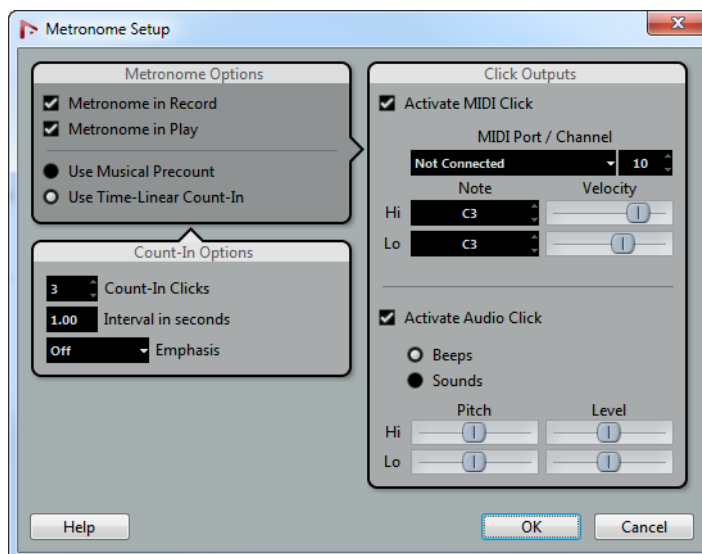 Metronome Setup
Metronome Options
Metronome in Record
Metronome in Play
Use Musical Precount
Use Time-Linear Count-In
Count-In Options
3 Count-In Clicks
1.00 Interval in seconds
Off Emphasis
Click Outputs
Activate MIDI Click
MIDI Port / Channel
Not Connected 10
Note Velocity
Hi C3
Lo C3
Activate Audio Click
Beeps
Sounds
Pitch Level
Hi
Lo
Help OK Cancel